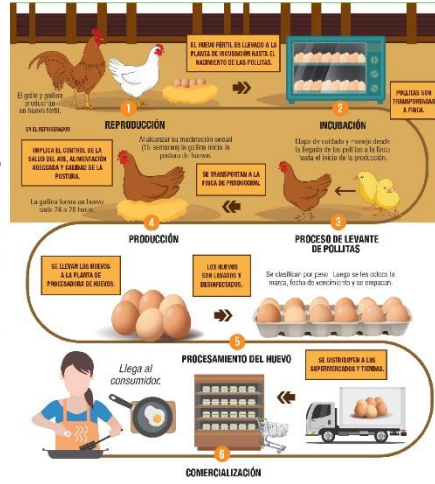 EL HUEVO FÉRTIL ES LLEVADO A LA
PLANTA DE INCUBACIÓN HASTA EL
NACIMIENTO DE LAS POLLITAS.
El gallo y gallina
producirán
un huevo fértil.
1
REPRODUCCIÓN
2
INCUBACIÓN
POLLITAS SON
TRANSPORTADAS
A FINCA.
EN EL REFRIGERADOR
IMPLICA EL CONTROL DE LA
SALUD DEL AVE, ALIMENTACIÓN
ADECUADA Y CALIDAD DE LA
POSTURA.
Al alcanzar su maduración sexual
(16 semanas) la gallina inicia la
postura de huevos.
Etapa de cuidado y manejo desde
la llegada de las pollitas a la finca
hasta el inicio de la producción.
SE TRANSPORTAN A LA
FINCA DE PRODUCCIÓN.
La gallina forma un huevo
cada 24 a 26 horas.
4
PRODUCCIÓN
3
PROCESO DE LEVANTE
DE POLLITAS
SE LLEVAN LOS HUEVOS
A LA PLANTA DE
PROCESADORA DE HUEVOS.
LOS HUEVOS
SON LAVADOS Y
DESINFECTADOS.
Se clasifican por peso. Luego se les coloca la
marca, fecha de vencimiento y se empacan.
5
PROCESAMIENTO DEL HUEVO
SE DISTRIBUYEN A LOS
SUPERMERCADOS Y TIENDAS.
Llega al
consumidor.
6
COMERCIALIZACIÓN